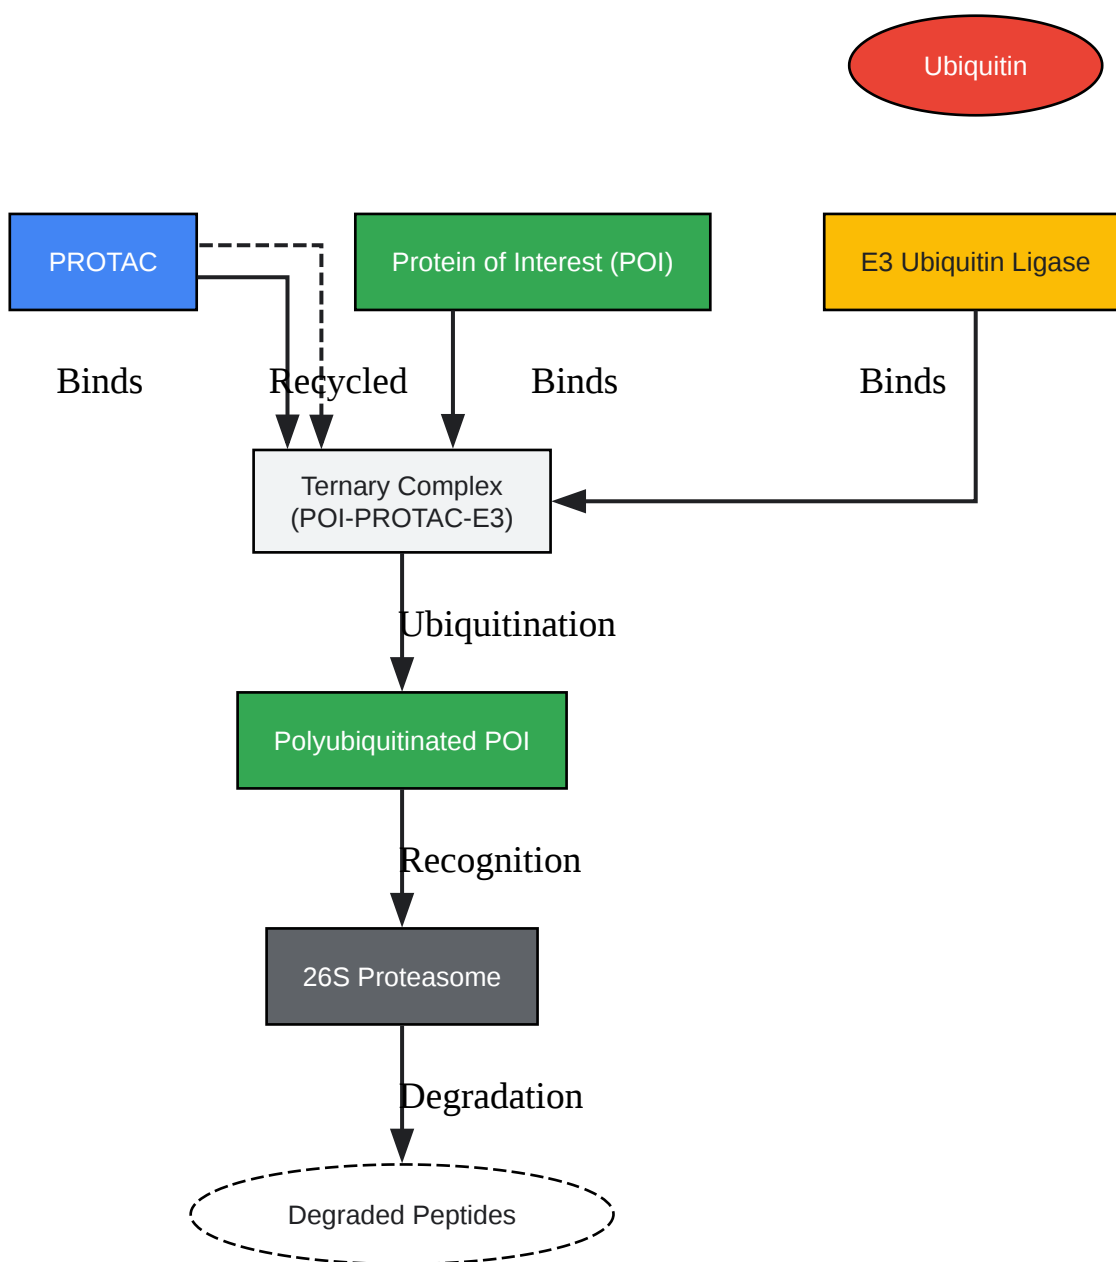 Ubiquitin
PROTAC
Protein of Interest (POI)
E3 Ubiquitin Ligase
Binds
Recycled
Binds
Binds
Ternary Complex
(POI-PROTAC-E3)
Ubiquitination
Polyubiquitinated POI
Recognition
26S Proteasome
Degradation
Degraded Peptides